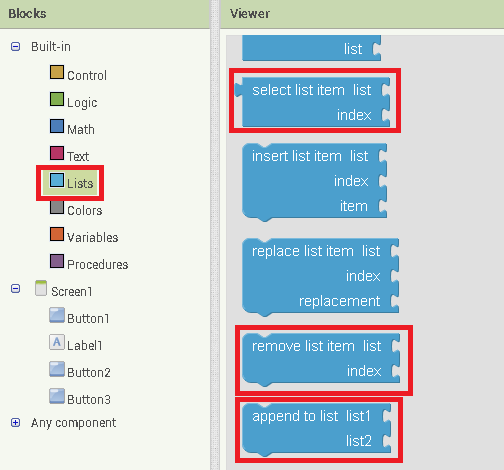 Blocks
Built-in
Control
Logic
Math
Text
Lists
Colors
Variables
Procedures
Screen1
Button1
A Label1
Button2
Button3
Any component
Viewer
list
select list item list
index
insert list item list
index
item
replace list item list
index
replacement
remove list item list
index
append to list list1
list2